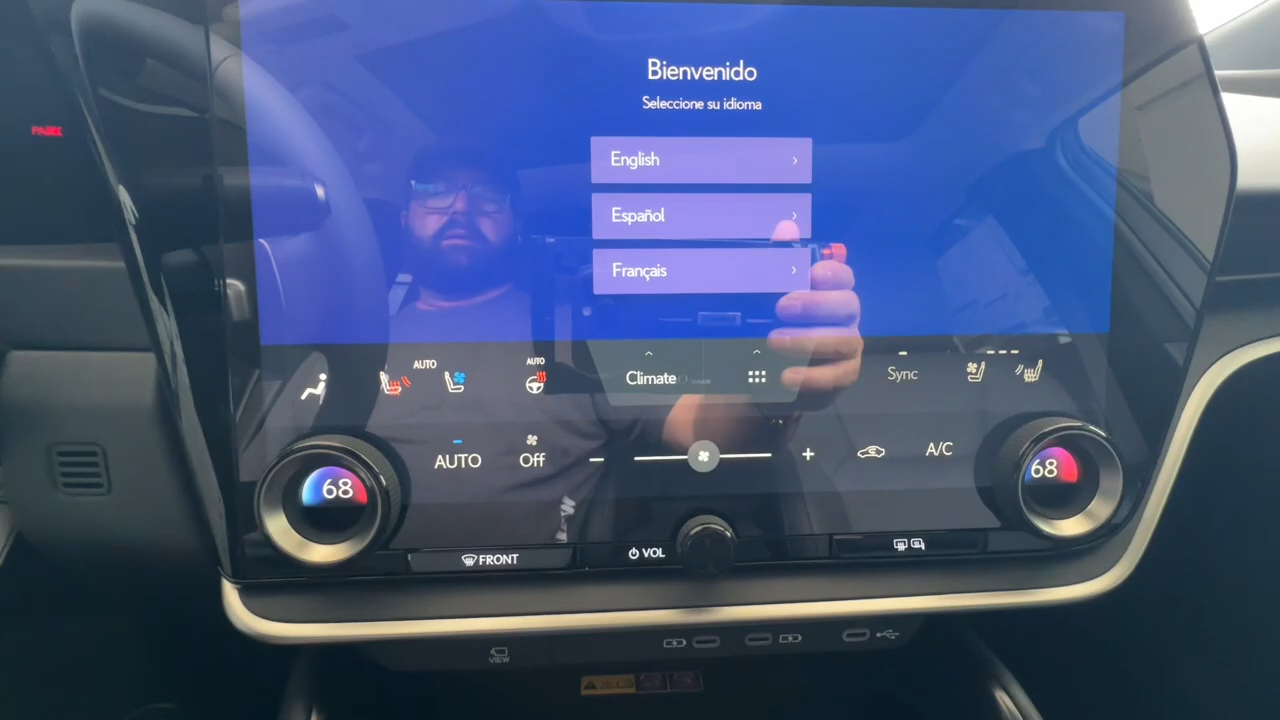 Bienvenido
Seleccione su idioma
PARK
English
Español
Français
AUTO
AUTO
Climate
Sync
AUTO
Off
A/C
68
68
FRONT
VOL
VIEW